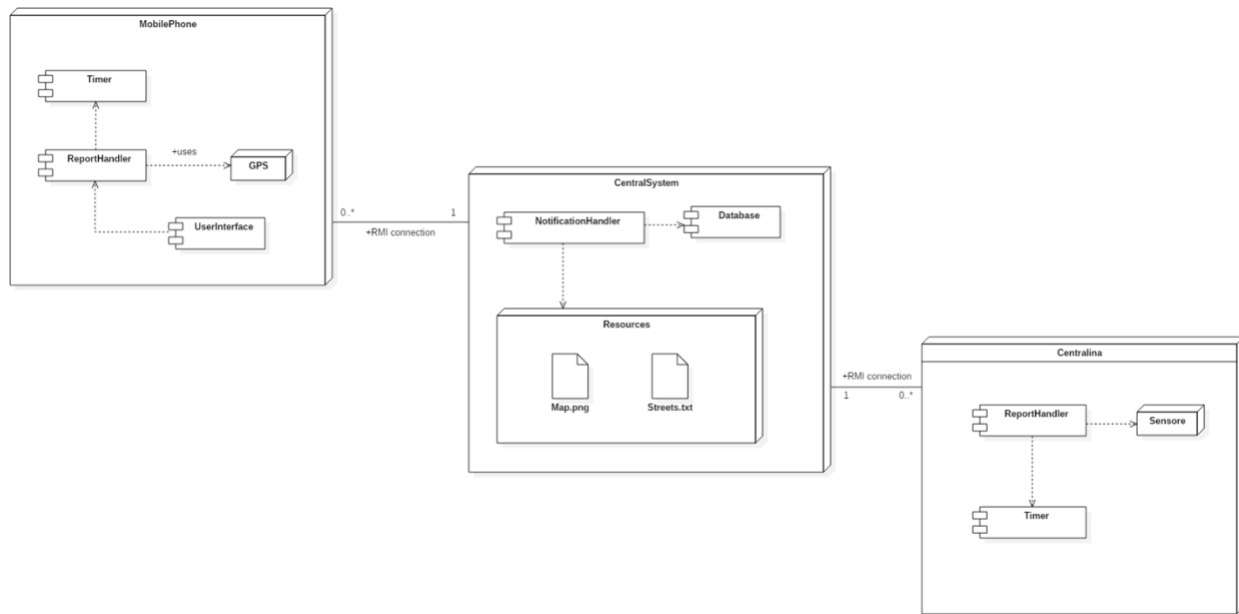 MobilePhone
Timer
ReportHandler
+uses
GPS
UserInterface
0..*
1
+RMI connection
CentralSystem
NotificationHandler
Database
Resources
Map.png
Streets.txt
+RMI connection
1
0..*
Centralina
ReportHandler
Sensore
Timer